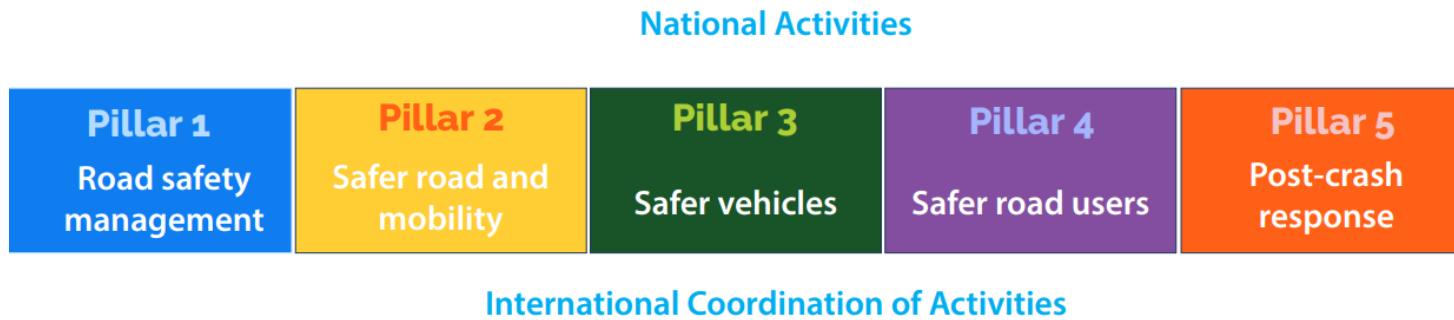 National Activities
Pillar 1
Road safety
management
Pillar 2
Safer road and
mobility
Pillar 3
Safer vehicles
Pillar 4
Safer road users
Pillar 5
Post-crash
response
International Coordination of Activities